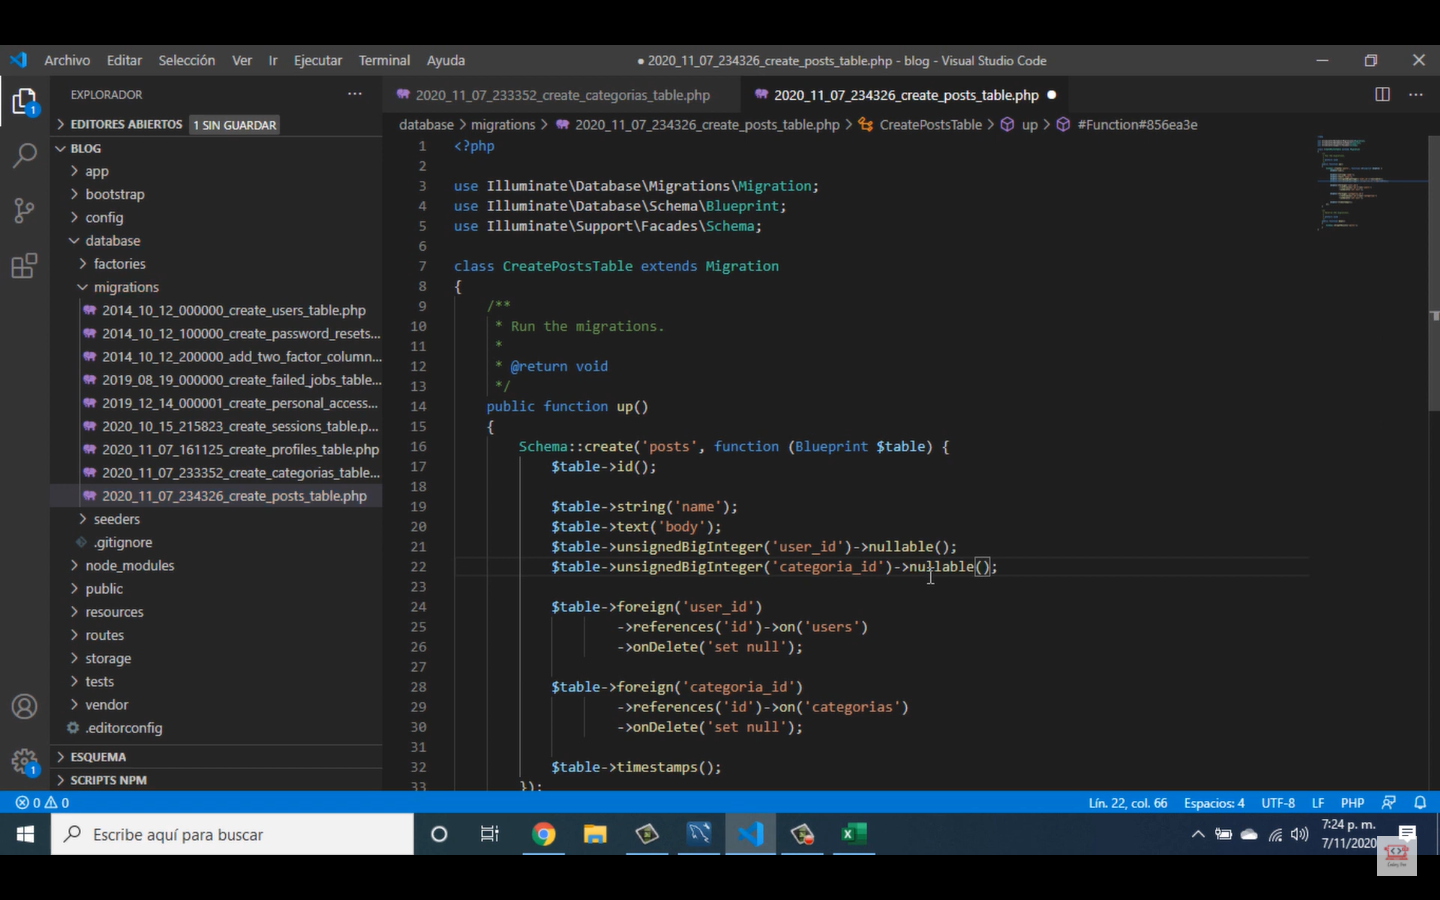 Archivo Editar Selección Ver Ir Ejecutar Terminal Ayuda
● 2020_11_07_234326_create_posts_table.php - blog - Visual Studio Code
EXPLORADOR
EDITORES ABIERTOS 1 SIN GUARDAR
BLOG
app
bootstrap
config
database
factories
migrations
2014_10_12_000000_create_users_table.php
2014_10_12_100000_create_password_resets...
2014_10_12_200000_add_two_factor_column...
2019_08_19_000000_create_failed_jobs_table...
2019_12_14_000001_create_personal_access...
2020_10_15_215823_create_sessions_table.p...
2020_11_07_161125_create_profiles_table.php
2020_11_07_233352_create_categorias_table...
2020_11_07_234326_create_posts_table.php
seeders
.gitignore
node_modules
public
resources
routes
storage
tests
vendor
.editorconfig
ESQUEMA
SCRIPTS NPM
2020_11_07_233352_create_categorias_table.php
2020_11_07_234326_create_posts_table.php ●
database > migrations > 2020_11_07_234326_create_posts_table.php > CreatePostsTable > up > #Function#856ea3e
1 <?php
2
3 use Illuminate\Database\Migrations\Migration;
4 use Illuminate\Database\Schema\Blueprint;
5 use Illuminate\Support\Facades\Schema;
6
7 class CreatePostsTable extends Migration
8 {
9 /**
10 * Run the migrations.
11 *
12 * @return void
13 */
14 public function up()
15 {
16 Schema::create('posts', function (Blueprint $table) {
17 $table->id();
18
19 $table->string('name');
20 $table->text('body');
21 $table->unsignedBigInteger('user_id')->nullable();
22 $table->unsignedBigInteger('categoria_id')->nullable();
23
24 $table->foreign('user_id')
25 ->references('id')->on('users')
26 ->onDelete('set null');
27
28 $table->foreign('categoria_id')
29 ->references('id')->on('categorias')
30 ->onDelete('set null');
31
32 $table->timestamps();
33 });
0 0
Lín. 22, col. 66 Espacios: 4 UTF-8 LF PHP
Escribe aquí para buscar
7:24 p. m.
7/11/2020